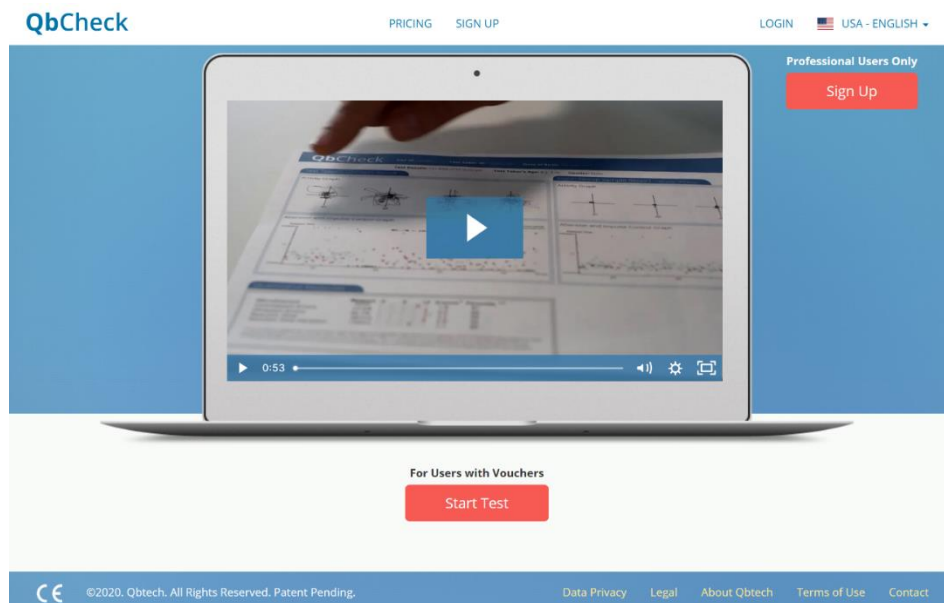 QbCheck
PRICING SIGN UP LOGIN USA - ENGLISH
Professional Users Only
Sign Up
QbCheck
0:53
For Users with Vouchers
Start Test
CE ©2020. Qbtech. All Rights Reserved. Patent Pending. Data Privacy Legal About Qbtech Terms of Use Contact